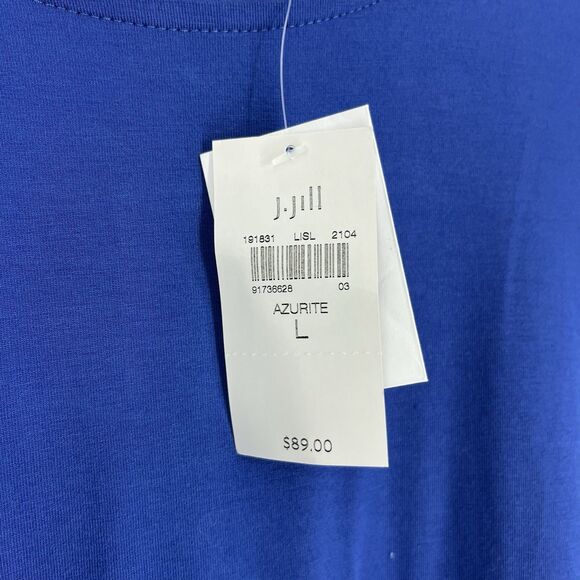 J.Jill
191831 LISL 2104
91736628 03
AZURITE
L
$89.00